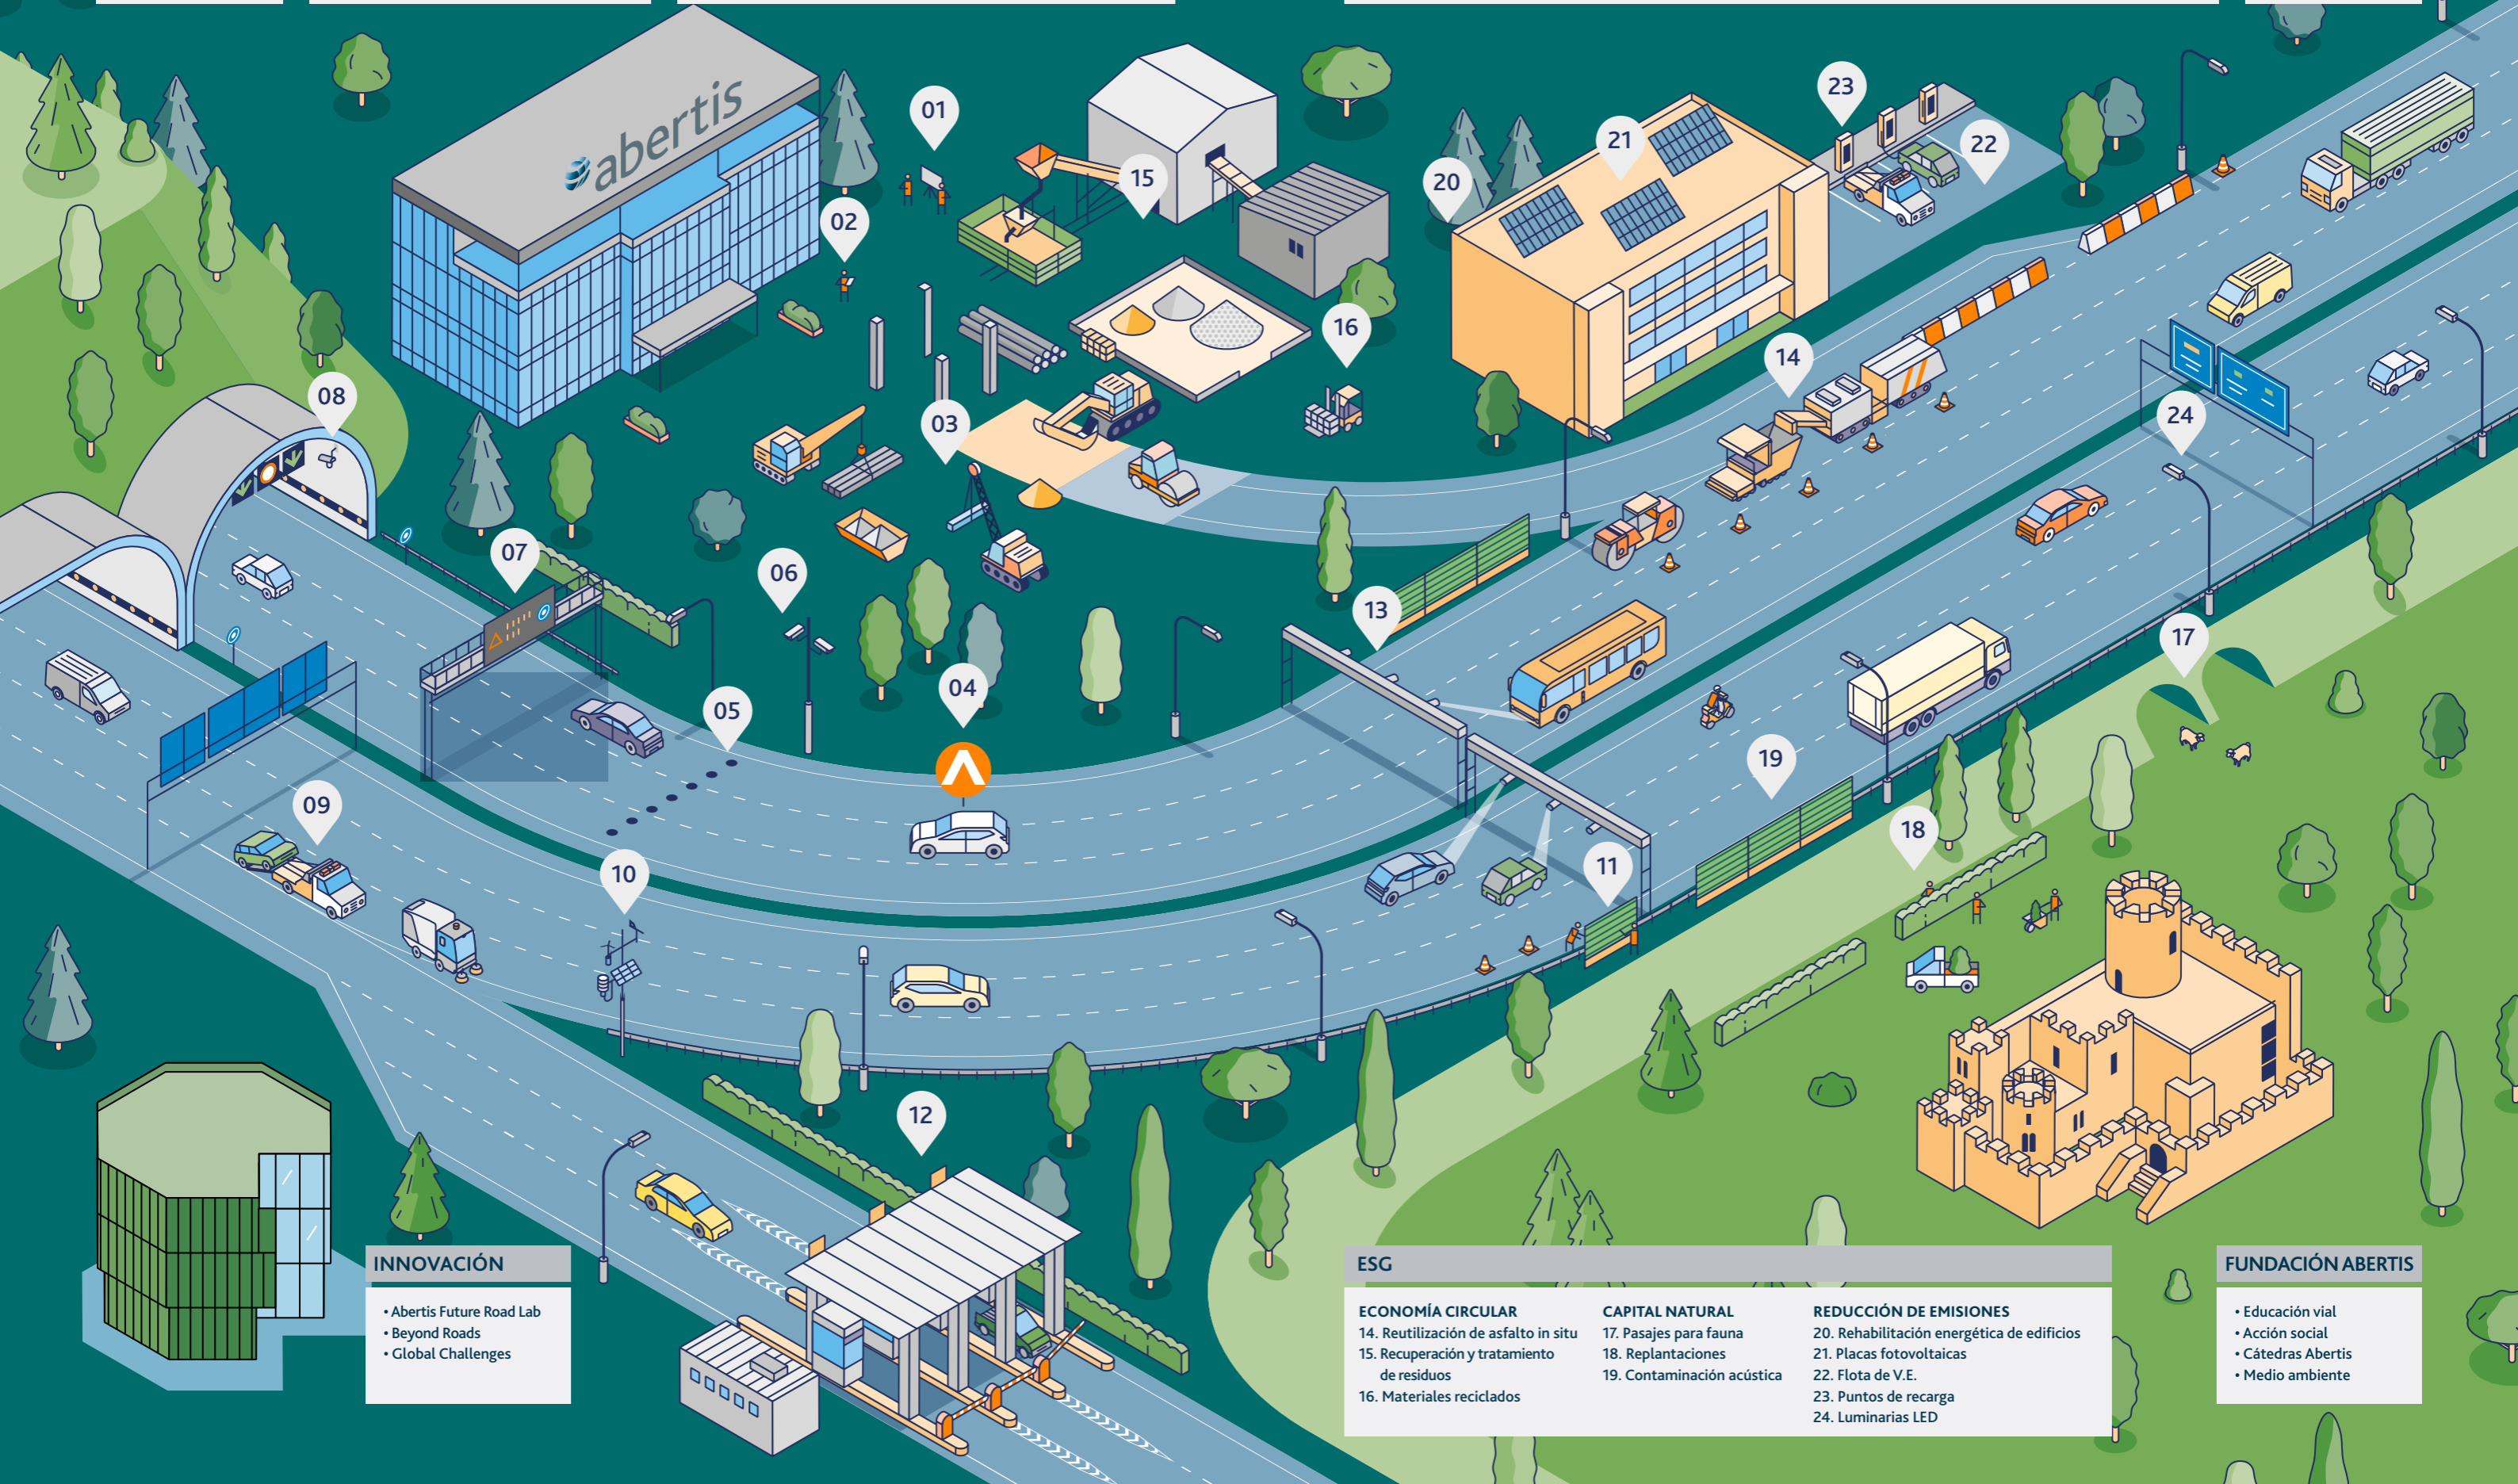 abertis
01
02
03
04
05
06
07
08
09
10
11
12
13
14
15
16
17
18
19
20
21
22
23
24
INNOVACIÓN
• Abertis Future Road Lab
• Beyond Roads
• Global Challenges
ESG
ECONOMÍA CIRCULAR
14. Reutilización de asfalto in situ
15. Recuperación y tratamiento
de residuos
16. Materiales reciclados
CAPITAL NATURAL
17. Pasajes para fauna
18. Replantaciones
19. Contaminación acústica
REDUCCIÓN DE EMISIONES
20. Rehabilitación energética de edificios
21. Placas fotovoltaicas
22. Flota de V.E.
23. Puntos de recarga
24. Luminarias LED
FUNDACIÓN ABERTIS
• Educación vial
• Acción social
• Cátedras Abertis
• Medio ambiente